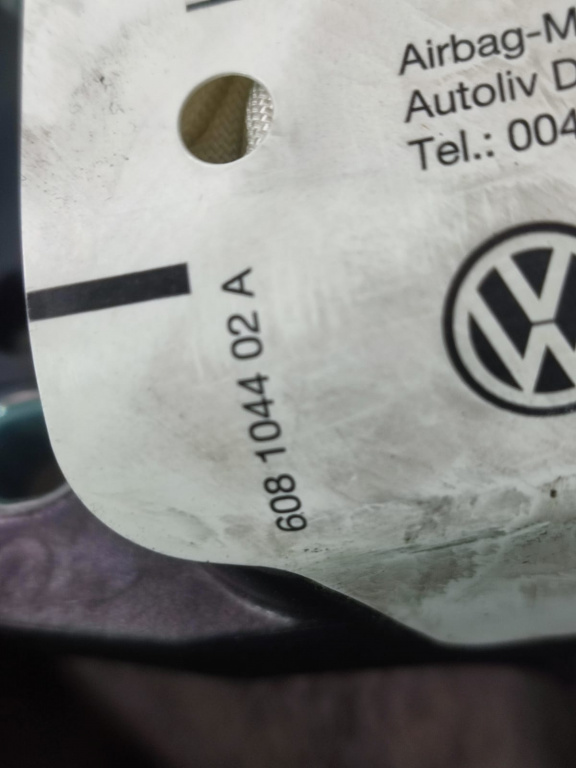 Airbag-M
Autoliv D
Tel.: 004
608 1044 02 A